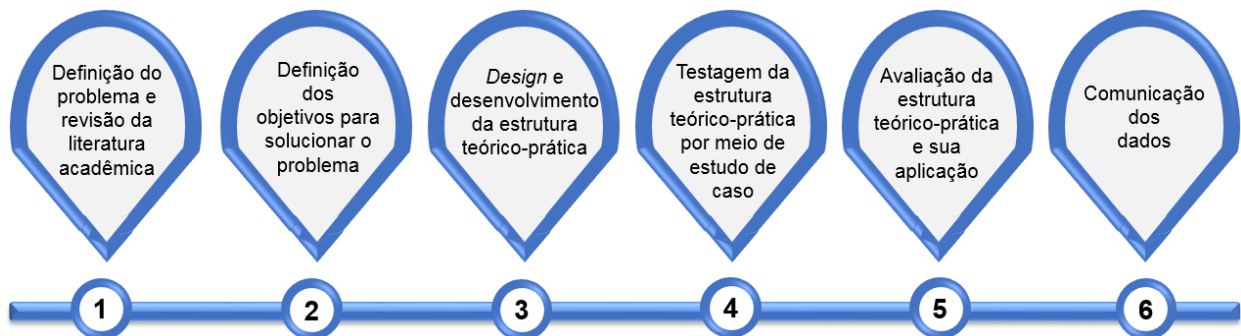 Definição do
problema e
revisão da
literatura
acadêmica
1
Definição
dos
objetivos para
solucionar o
problema
2
Design e
desenvolvimento
da estrutura
teórico-prática
3
Testagem da
estrutura
teórico-prática
por meio de
estudo de
caso
4
Avaliação da
estrutura
teórico-prática
e sua
aplicação
5
Comunicação
dos
dados
6